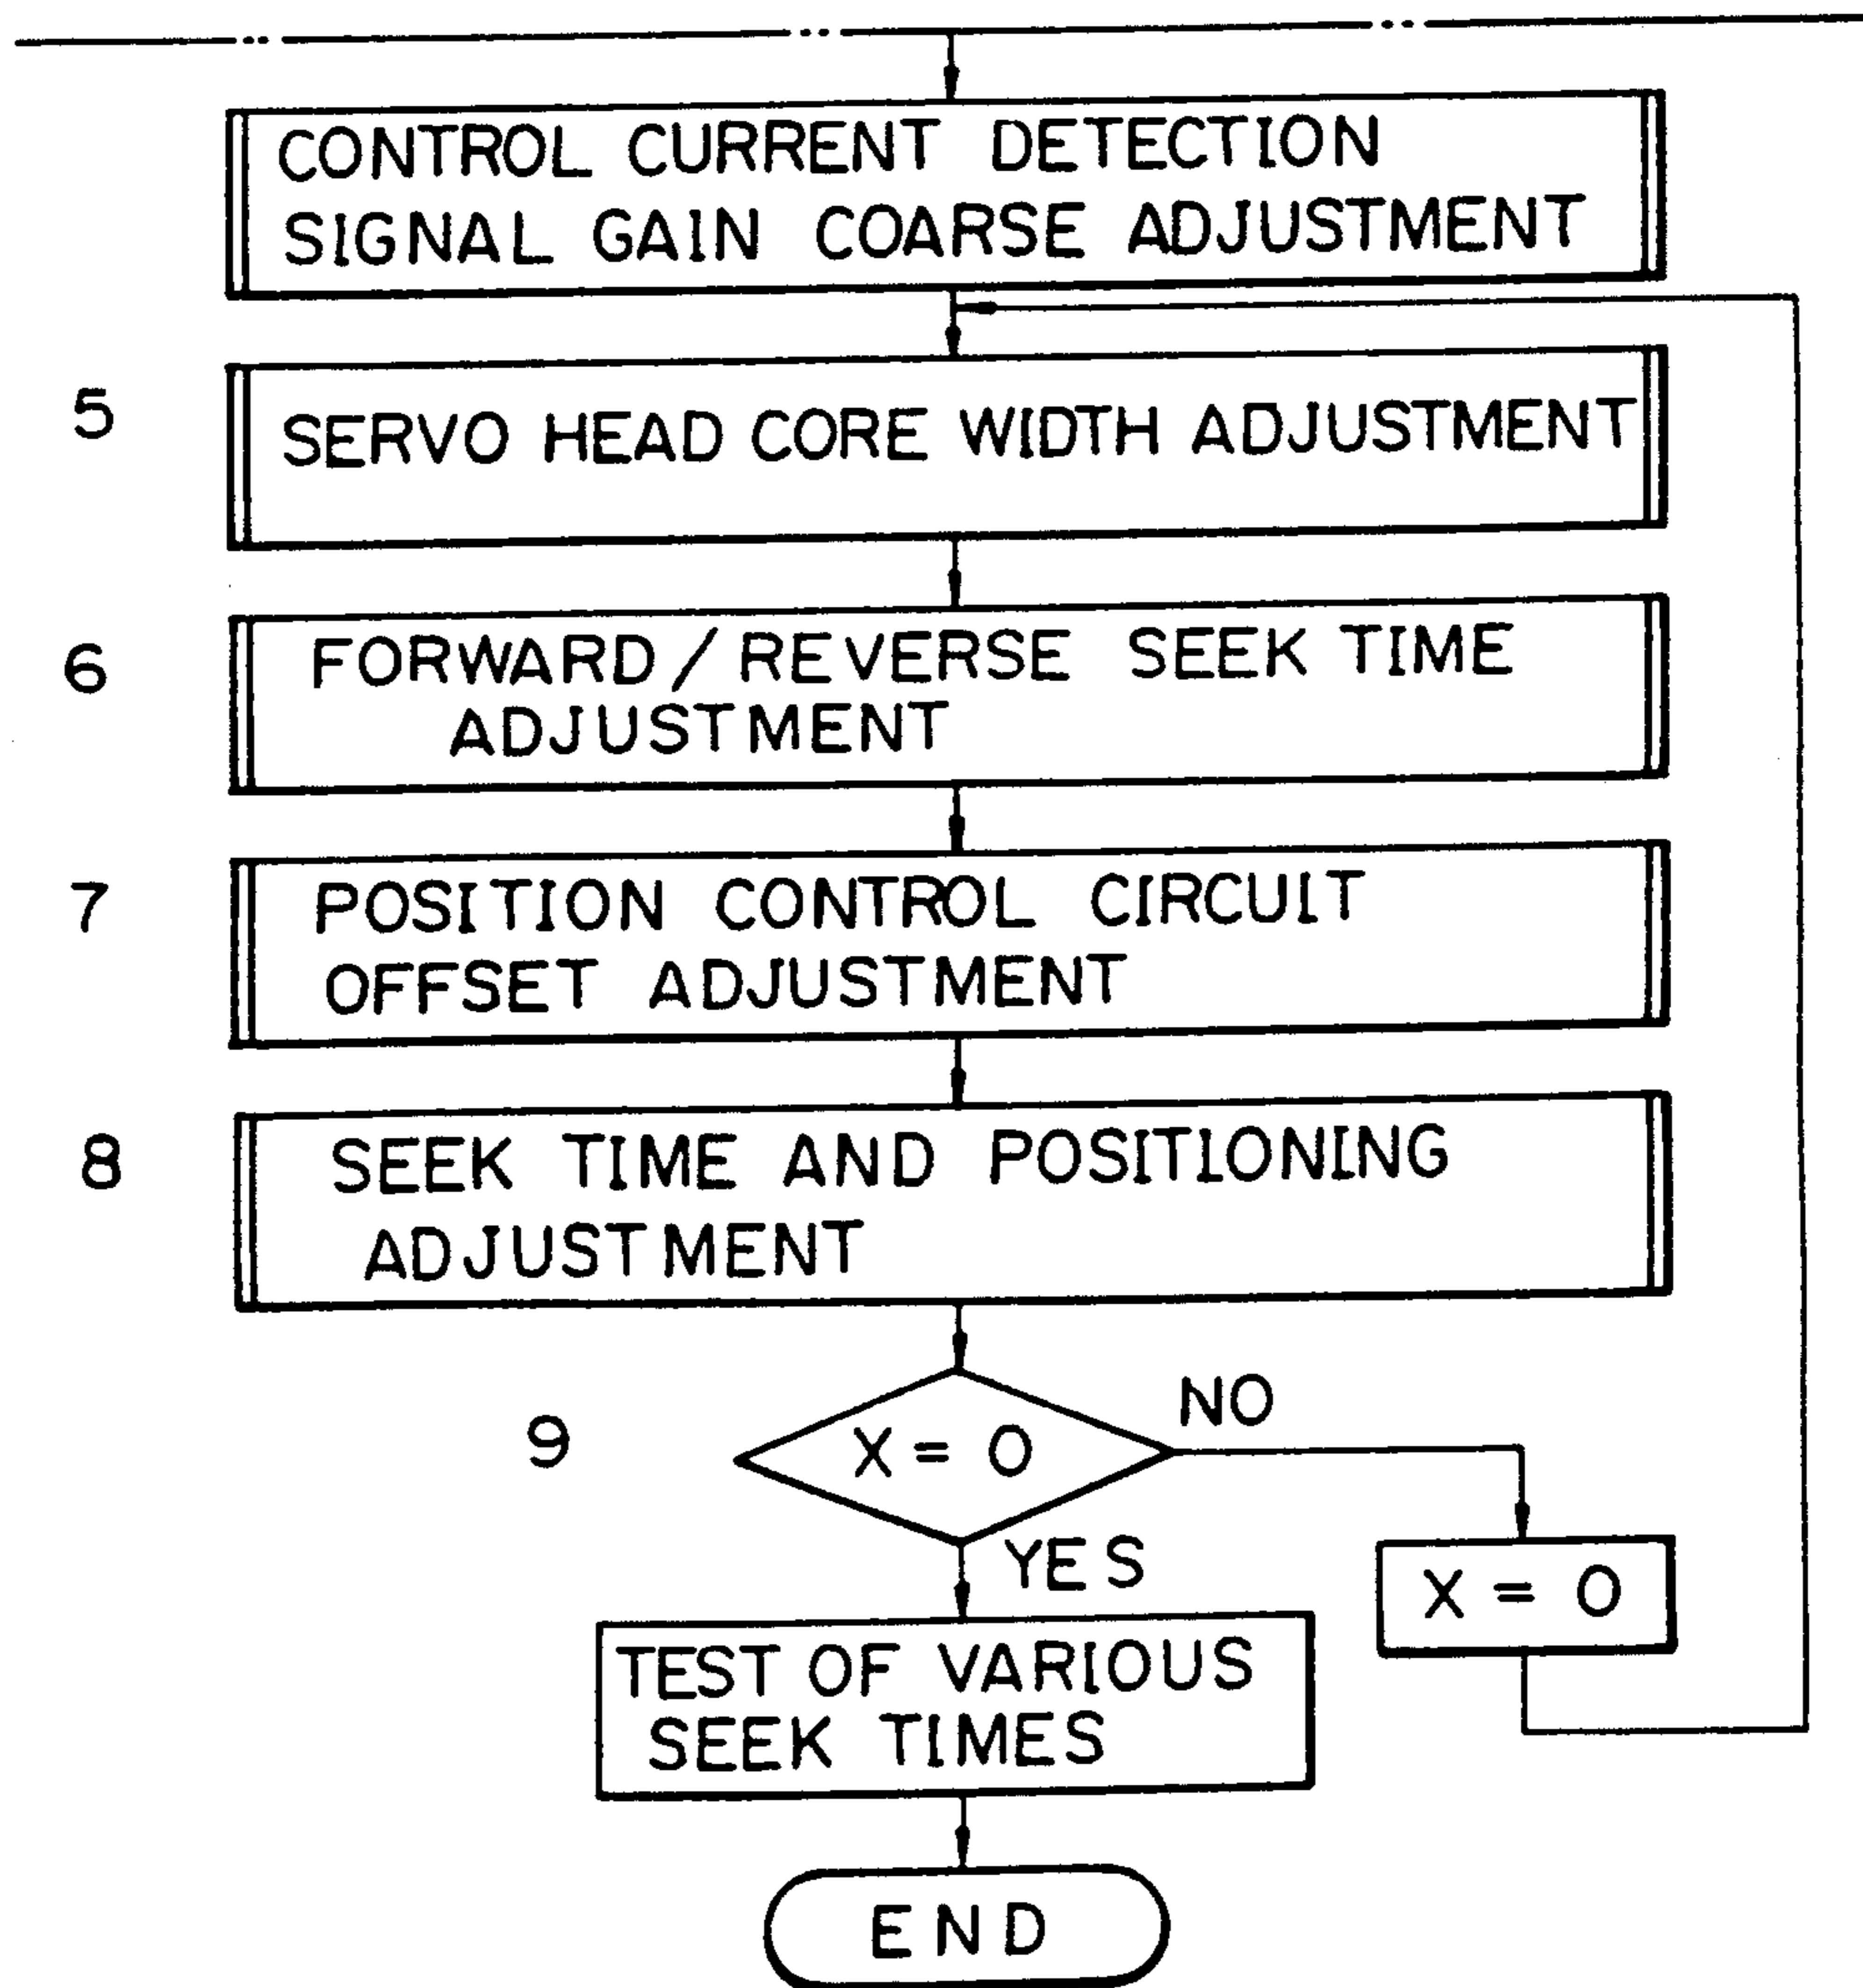 CONTROL CURRENT DETECTION
SIGNAL GAIN COARSE ADJUSTMENT
5
SERVO HEAD CORE WIDTH ADJUSTMENT
6
FORWARD/REVERSE SEEK TIME
ADJUSTMENT
7
POSITION CONTROL CIRCUIT
OFFSET ADJUSTMENT
8
SEEK TIME AND POSITIONING
ADJUSTMENT
9
X = 0
NO
YES
X = 0
TEST OF VARIOUS
SEEK TIMES
END